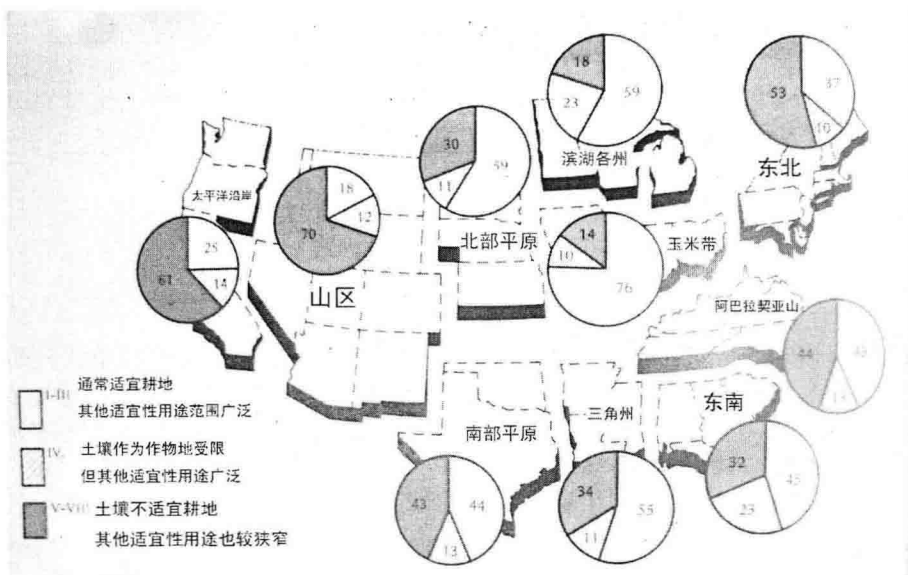 18
59
23
53
37
10
滨湖各州
东北
30
59
11
太平洋沿岸
18
12
70
北部平原
14
10
76
玉米带
25
61
14
山区
阿巴拉契亚山
44
13
I-III
通常适宜耕地
其他适宜性用途范围广泛
IV
土壤作为作物地受限
但其他适宜性用途广泛
V-VIII
土壤不适宜耕地
其他适宜性用途也较狭窄
南部平原
三角州
东南
43
44
13
34
55
11
32
45
23